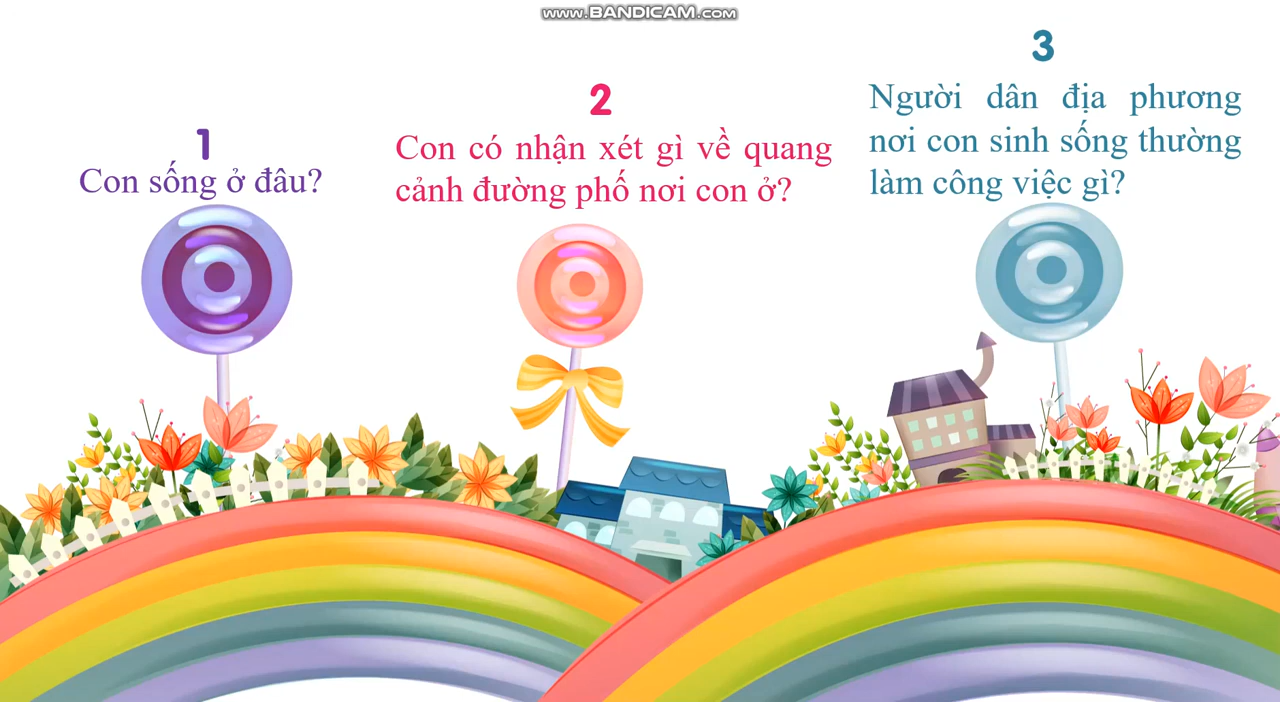 www.BANDICAM.com
1
Con sống ở đâu?
2
Con có nhận xét gì về quang
cảnh đường phố nơi con ở?
3
Người dân địa phương
nơi con sinh sống thường
làm công việc gì?